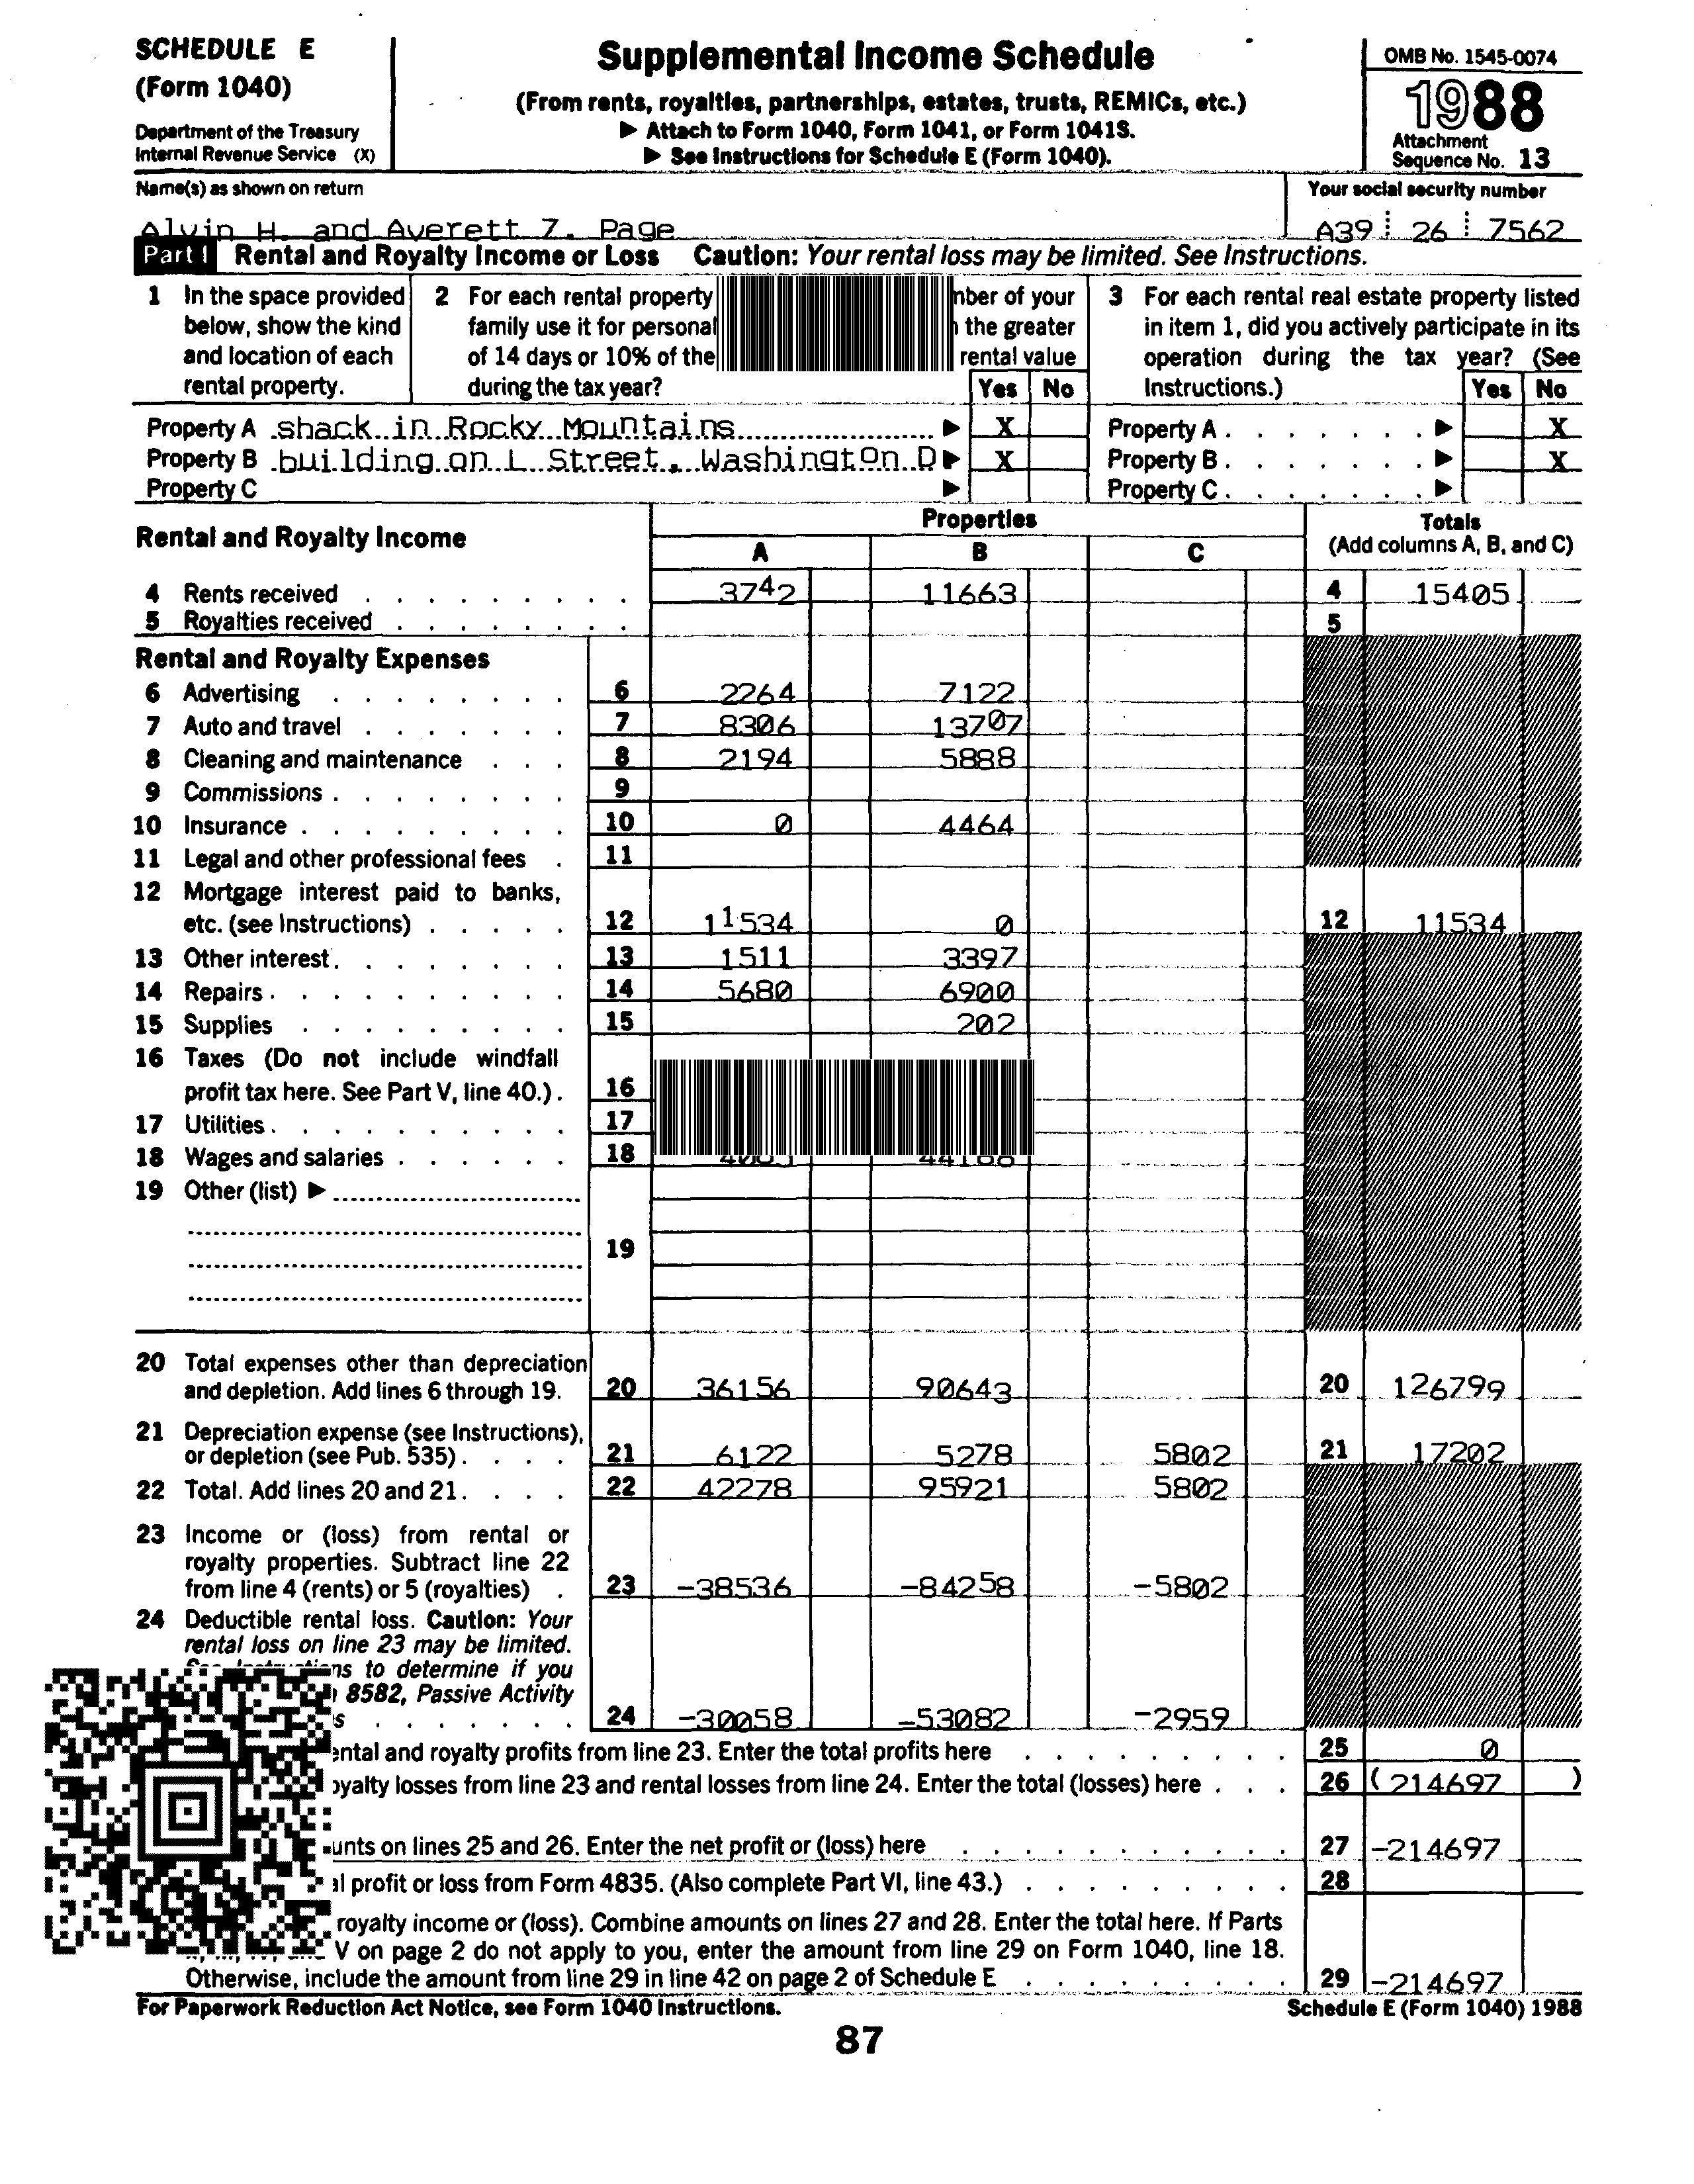 SCHEDULE E
(Form 1040)
Department of the Treasury
Internal Revenue Service (X)
Supplemental Income Schedule
(From rents, royalties, partnerships, estates, trusts, REMICs, etc.)
▶ Attach to Form 1040, Form 1041, or Form 1041S.
▶ See Instructions for Schedule E (Form 1040).
OMB No. 1545-0074
1988
Attachment
Sequence No. 13
Name(s) as shown on return
Your social security number
Alvin H. and Averett Z. Page
A39 26 7562
Part I Rental and Royalty Income or Loss Caution: Your rental loss may be limited. See Instructions.
1 In the space provided
below, show the kind
and location of each
rental property.
2 For each rental property nber of your
family use it for personal the greater
of 14 days or 10% of the rental value
during the tax year?
Yes No
3 For each rental real estate property listed
in item 1, did you actively participate in its
operation during the tax year? (See
Instructions.)
Yes No
Property A shack in Rocky Mountains ▶ X Property A ▶ X
Property B building on L Street, Washington D ▶ X Property B ▶ X
Property C ▶ Property C ▶
Rental and Royalty Income
Properties
A B C
Totals
(Add columns A, B, and C)
4 Rents received 3742 11663 4 15405
5 Royalties received 5
Rental and Royalty Expenses
6 Advertising 6 2264 7122
7 Auto and travel 7 8306 13707
8 Cleaning and maintenance 8 2194 5888
9 Commissions 9
10 Insurance 10 0 4464
11 Legal and other professional fees 11
12 Mortgage interest paid to banks,
etc. (see Instructions) 12 11534 0 12 11534
13 Other interest 13 1511 3397
14 Repairs 14 5680 6900
15 Supplies 15 202
16 Taxes (Do not include windfall
profit tax here. See Part V, line 40.) 16
17 Utilities 17
18 Wages and salaries 18
19 Other (list) ▶
19
20 Total expenses other than depreciation
and depletion. Add lines 6 through 19. 20 36156 90643 20 126799
21 Depreciation expense (see Instructions),
or depletion (see Pub. 535) 21 6122 5278 5802 21 17202
22 Total. Add lines 20 and 21. 22 42278 95921 5802
23 Income or (loss) from rental or
royalty properties. Subtract line 22
from line 4 (rents) or 5 (royalties) 23 -38536 -84258 -5802
24 Deductible rental loss. Caution: Your
rental loss on line 23 may be limited.
to determine if you
8582, Passive Activity
24 -30058 -53082 -2959
ental and royalty profits from line 23. Enter the total profits here 25 0
oyalty losses from line 23 and rental losses from line 24. Enter the total (losses) here 26 (214697)
unts on lines 25 and 26. Enter the net profit or (loss) here 27 -214697
al profit or loss from Form 4835. (Also complete Part VI, line 43.) 28
royalty income or (loss). Combine amounts on lines 27 and 28. Enter the total here. If Parts
V on page 2 do not apply to you, enter the amount from line 29 on Form 1040, line 18.
Otherwise, include the amount from line 29 in line 42 on page 2 of Schedule E 29 -214697
For Paperwork Reduction Act Notice, see Form 1040 Instructions.
Schedule E (Form 1040) 1988
87